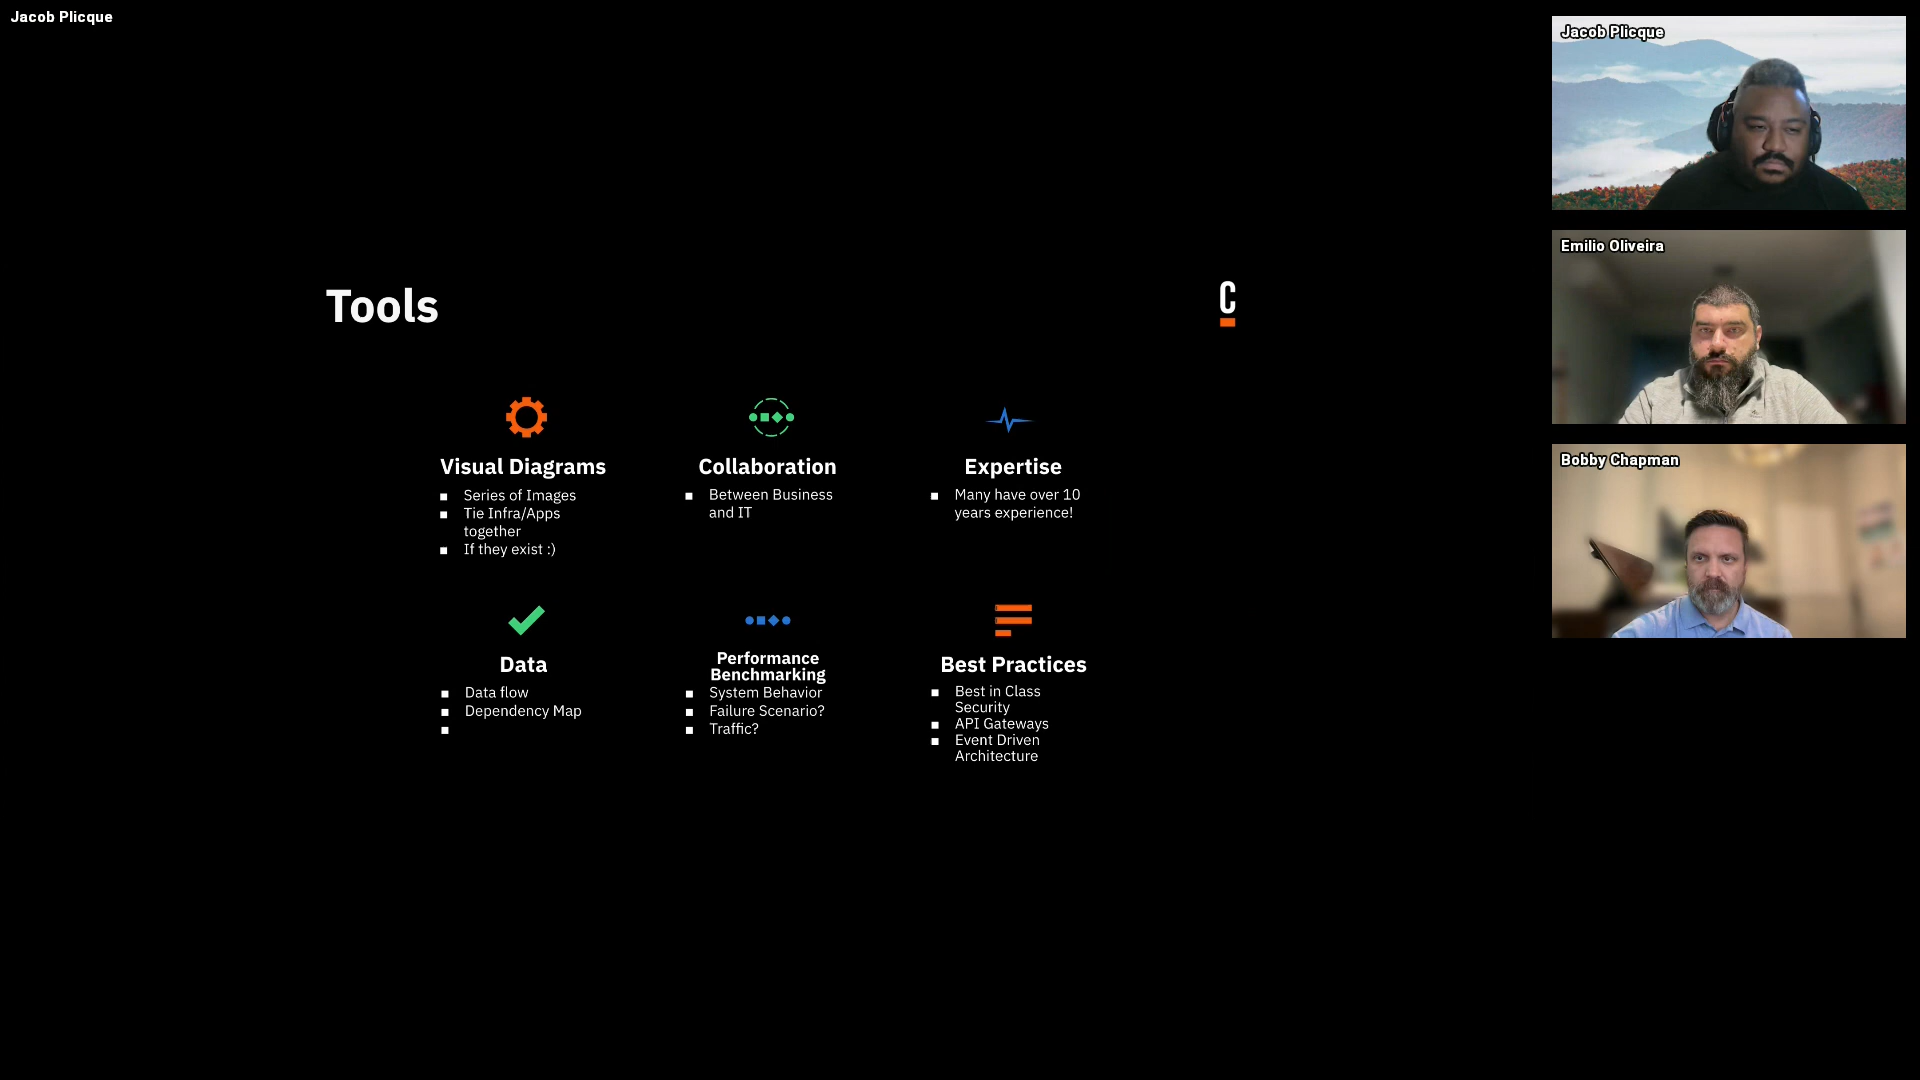 Jacob Plicque
Tools
C
Visual Diagrams
Series of Images
Tie Infra/Apps
together
If they exist :)
Collaboration
Between Business
and IT
Expertise
Many have over 10
years experience!
Data
Data flow
Dependency Map
Performance
Benchmarking
System Behavior
Failure Scenario?
Traffic?
Best Practices
Best in Class
Security
API Gateways
Event Driven
Architecture
Jacob Plicque
Emilio Oliveira
Bobby Chapman